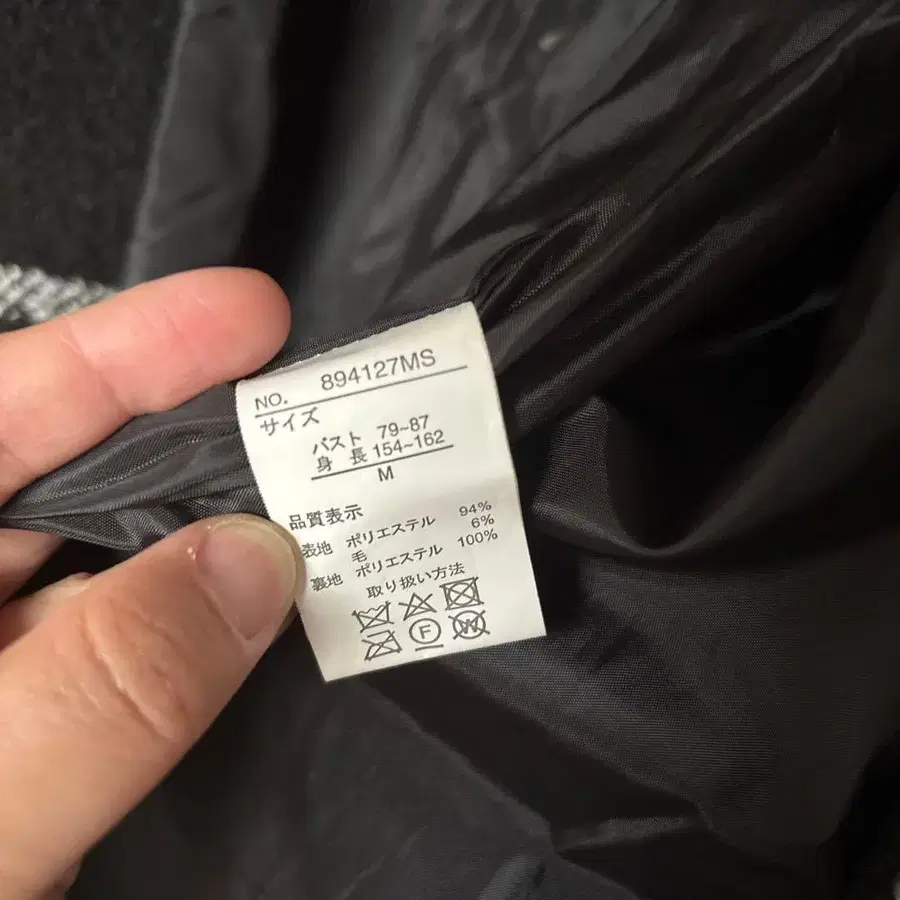 NO. 894127MS
サイズ
バスト 79~87
身 長 154~162
M
品質表示
表地 ポリエステル 94%
毛 6%
裏地 ポリエステル 100%
取り扱い方法
F
W